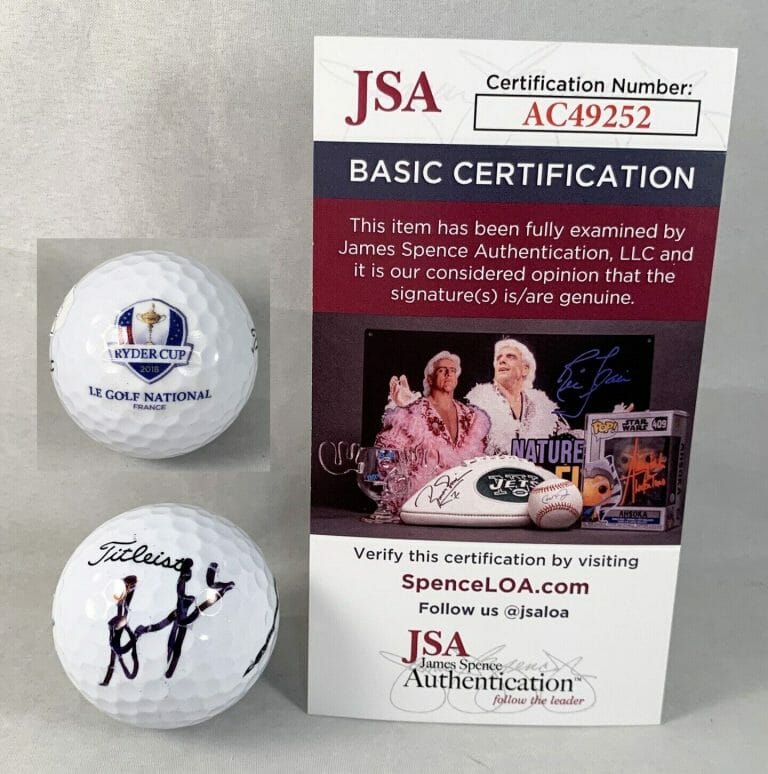 JSA
Certification Number:
AC49252
BASIC CERTIFICATION
This item has been fully examined by
James Spence Authentication, LLC and
it is our considered opinion that the
signature(s) is/are genuine.
NATURE
JETS
POP!
STAR WARS
409
AHSOKA
Verify this certification by visiting
SpenceLOA.com
Follow us @jsaloa
JSA
James Spence
Authentication™
follow the leader
RYDER CUP
2018
LE GOLF NATIONAL
FRANCE
Titleist